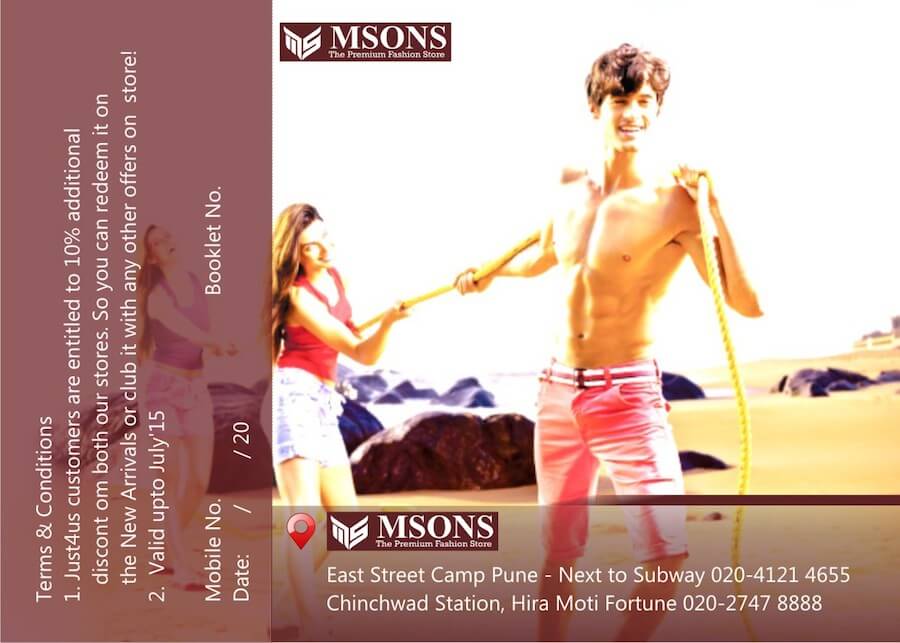 Terms & Conditions
1. Just4us customers are entitled to 10% additional
discont om both our stores. So you can redeem it on
the New Arrivals or club it with any other offers on store!
2. Valid upto July'15
Mobile No. Booklet No.
Date: / / 20
MSONS
The Premium Fashion Store
MSONS
The Premium Fashion Store
East Street Camp Pune - Next to Subway 020-4121 4655
Chinchwad Station, Hira Moti Fortune 020-2747 8888